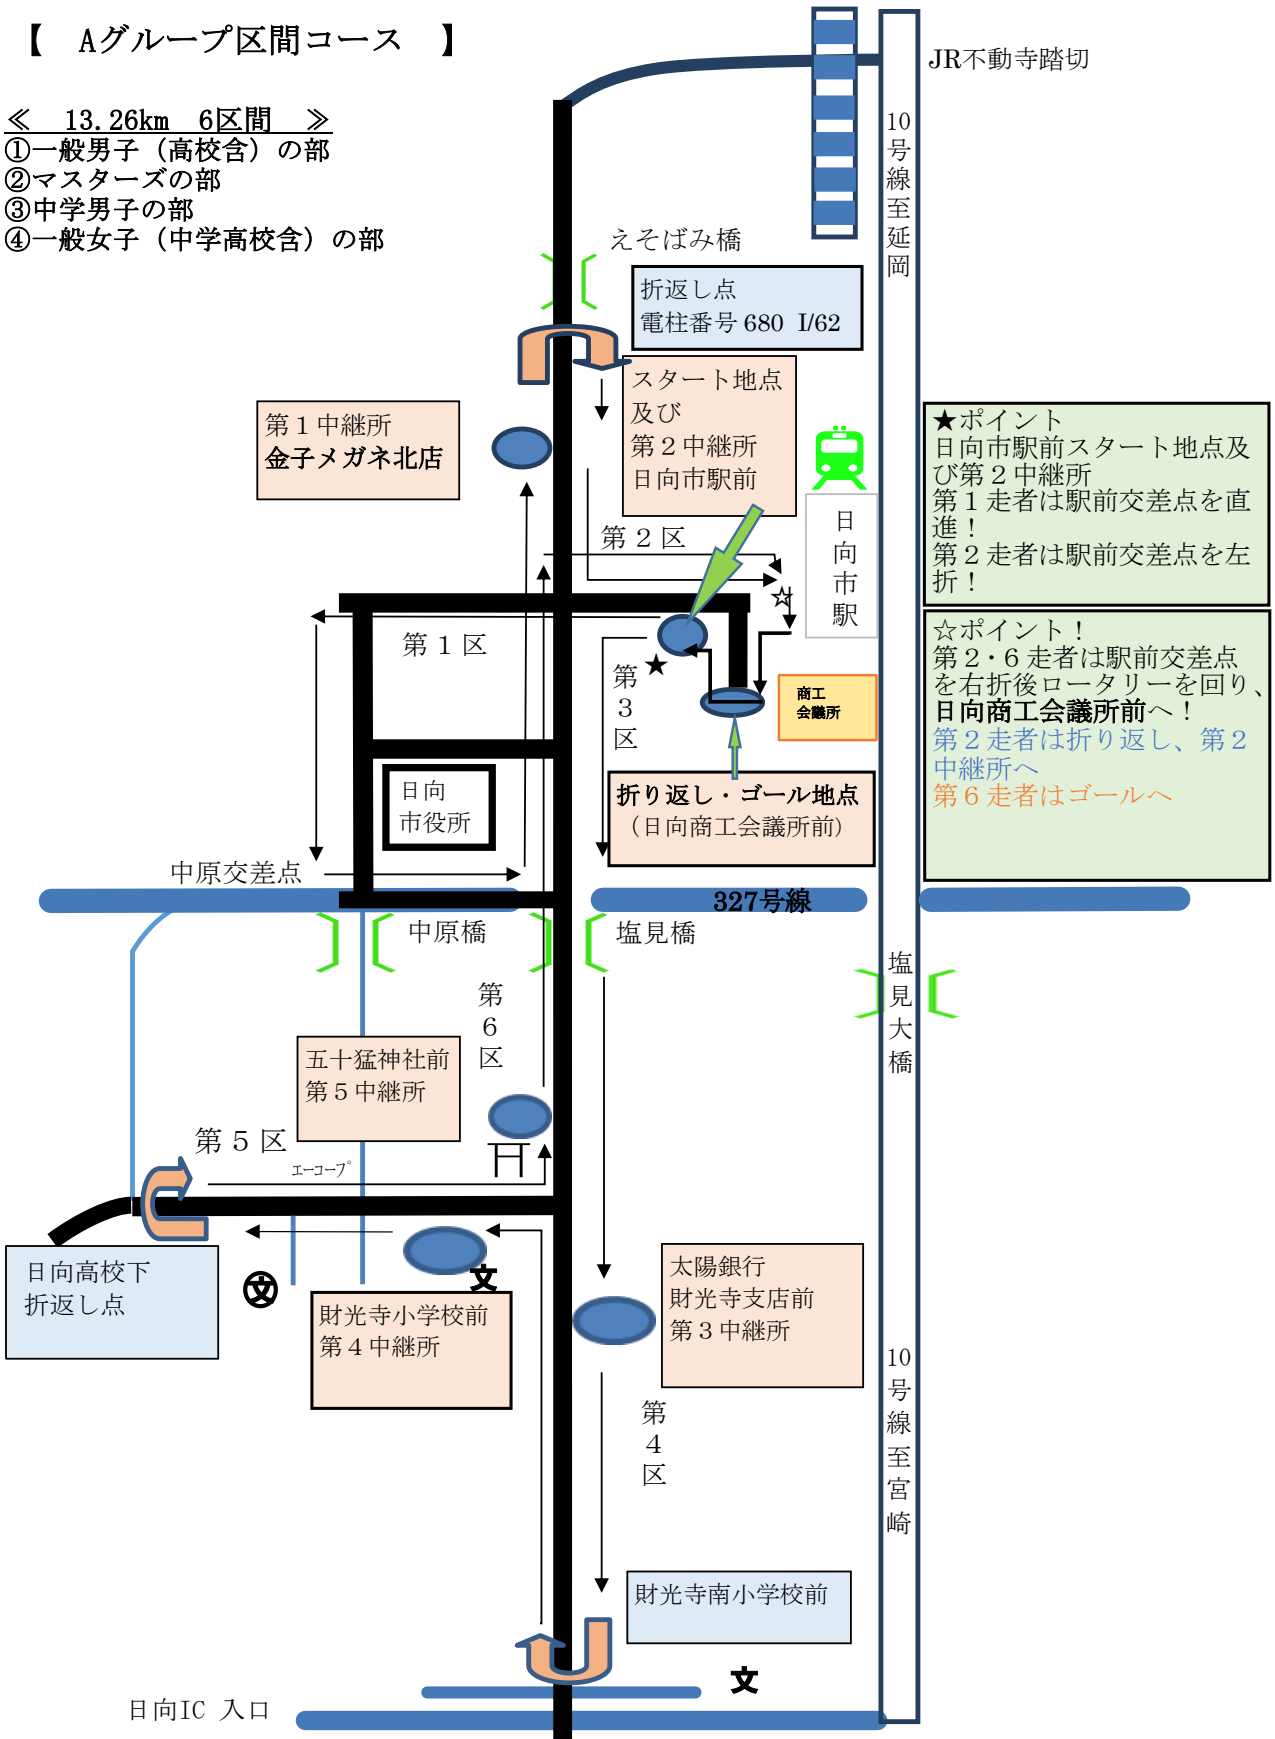 【　Aグループ区間コース　】
≪　13.26km　6区間　≫
①一般男子（高校含）の部
②マスターズの部
③中学男子の部
④一般女子（中学高校含）の部
JR不動寺踏切
10号線至延岡
えそばみ橋
折返し点
電柱番号 680 I/62
スタート地点
及び
第２中継所
日向市駅前
第１中継所
金子メガネ北店
★ポイント
日向市駅前スタート地点及
び第２中継所
第１走者は駅前交差点を直
進！
第２走者は駅前交差点を左
折！
日向市駅
第２区
☆
第１区
★
第３区
商工
会議所
☆ポイント！
第２・６走者は駅前交差点
を右折後ロータリーを回り、
日向商工会議所前へ！
第２走者は折り返し、第２
中継所へ
第６走者はゴールへ
折り返し・ゴール地点
（日向商工会議所前）
日向
市役所
中原交差点
327号線
中原橋
塩見橋
塩見大橋
第６区
五十猛神社前
第５中継所
第５区
エーコープ
日向高校下
折返し点
文
文
財光寺小学校前
第４中継所
太陽銀行
財光寺支店前
第３中継所
10号線至宮崎
第４区
財光寺南小学校前
文
日向IC 入口